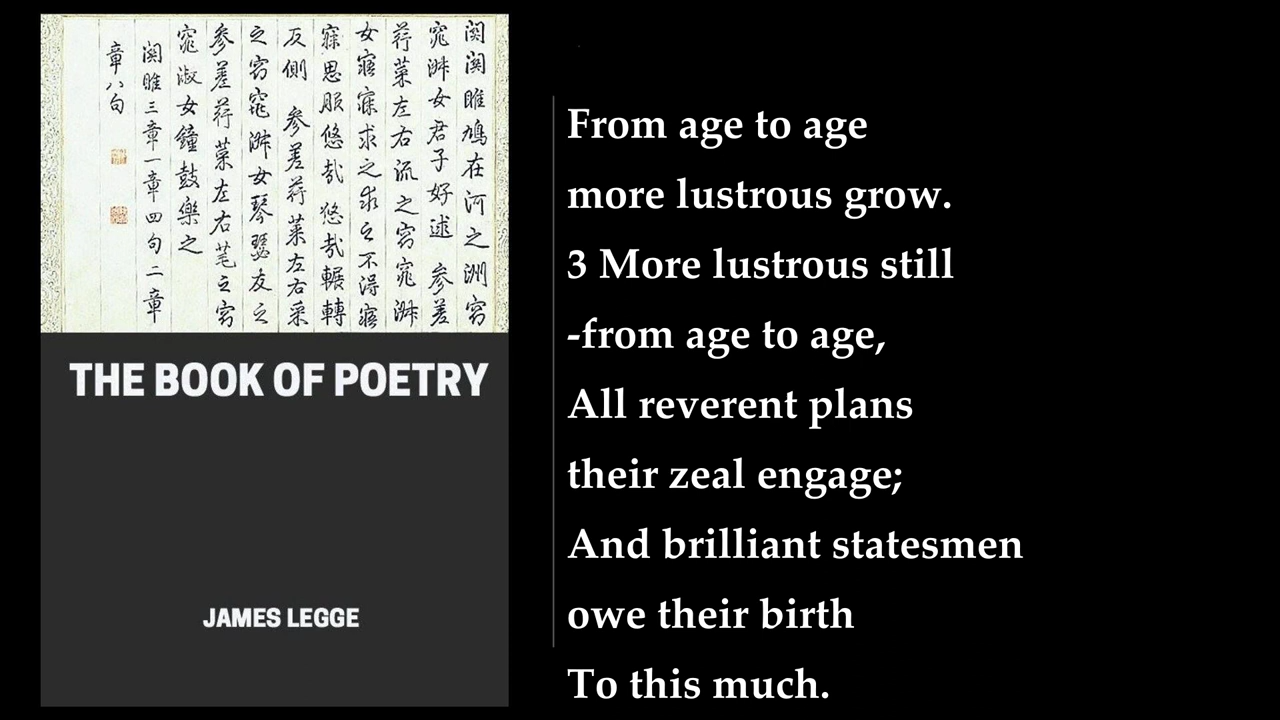 関関雎鳩在河之洲窈
窕淑女君子好逑 参差
荇菜左右流之窈窕淑
女寤寐求之求之不得寤
寐思服悠哉悠哉輾轉
反側 参差荇菜左右采
之窈窕淑女琴瑟友之
参差荇菜左右芼之窈
窕淑女鐘鼓樂之
関雎三章一章四句二章
章八句
THE BOOK OF POETRY
JAMES LEGGE
From age to age
more lustrous grow.
3 More lustrous still
-from age to age,
All reverent plans
their zeal engage;
And brilliant statesmen
owe their birth
To this much.